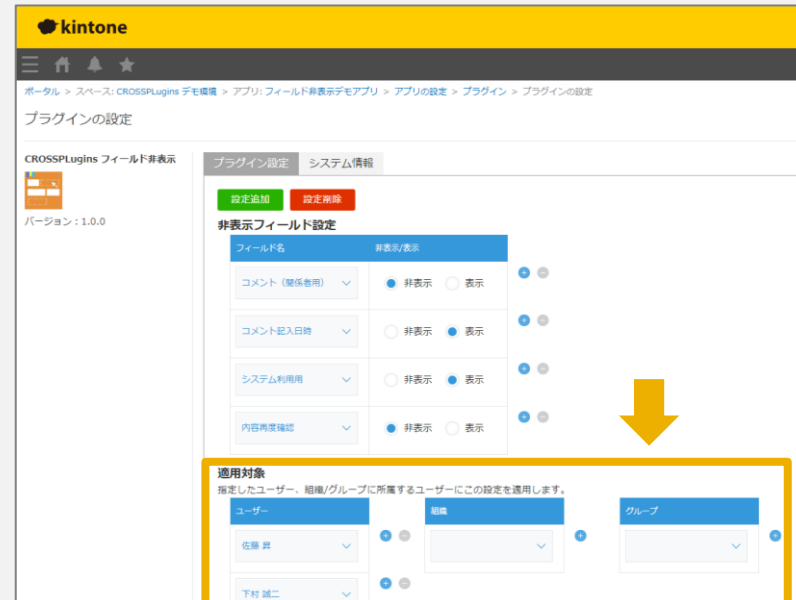 kintone
ポータル > スペース: CROSSPLugins デモ環境 > アプリ: フィールド非表示デモアプリ > アプリの設定 > プラグイン > プラグインの設定
プラグインの設定
CROSSPLugins フィールド非表示
バージョン : 1.0.0
プラグイン設定 システム情報
設定追加 設定削除
非表示フィールド設定
フィールド名 非表示/表示
コメント（関係者用） 非表示 表示
コメント記入日時 非表示 表示
システム利用用 非表示 表示
内容再度確認 非表示 表示
適用対象
指定したユーザー、組織/グループに所属するユーザーにこの設定を適用します。
ユーザー 組織 グループ
佐藤 昇
下村 誠二